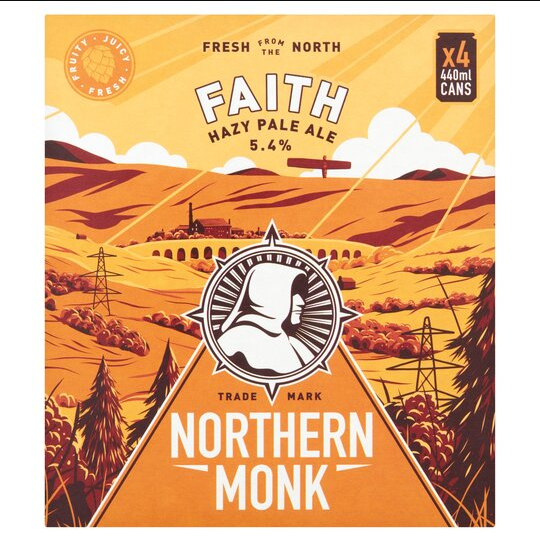 FRUITY · JUICY · FRESH ·
FRESH FROM THE NORTH
x4
440ml
CANS
FAITH
HAZY PALE ALE
5.4%
TRADE MARK
NORTHERN
MONK